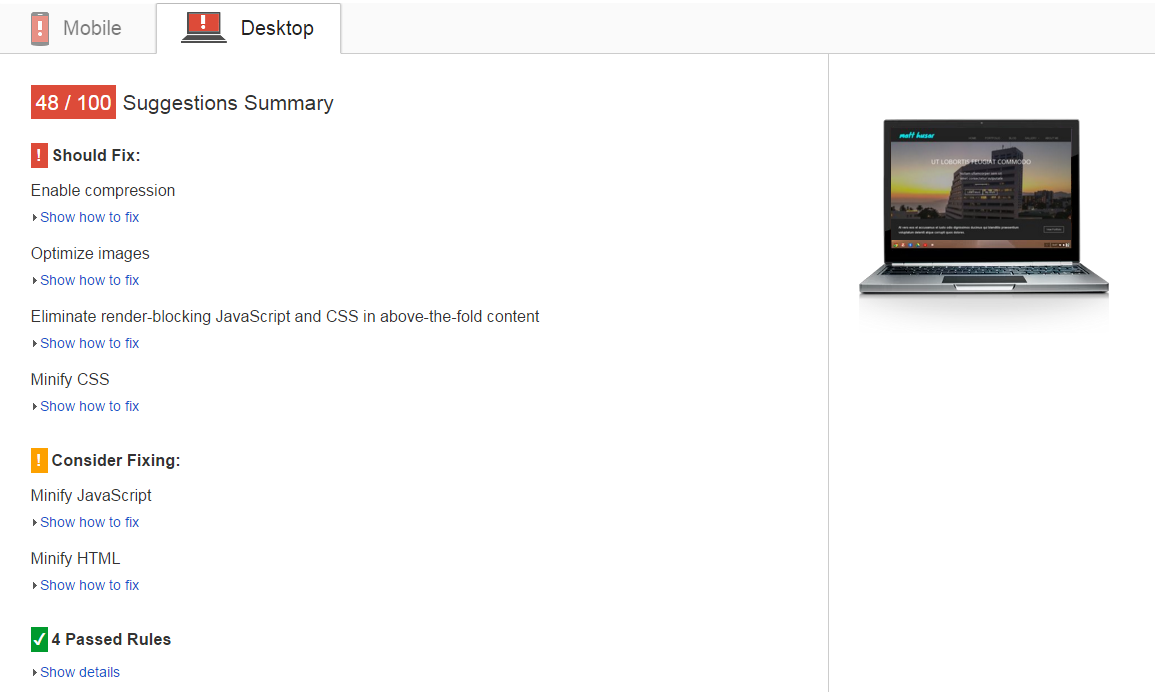 Mobile
Desktop
48 / 100 Suggestions Summary
! Should Fix:
Enable compression
Show how to fix
Optimize images
Show how to fix
Eliminate render-blocking JavaScript and CSS in above-the-fold content
Show how to fix
Minify CSS
Show how to fix
! Consider Fixing:
Minify JavaScript
Show how to fix
Minify HTML
Show how to fix
4 Passed Rules
Show details
matt husar
UT LOBORTIS FEUGIAT COMMODO